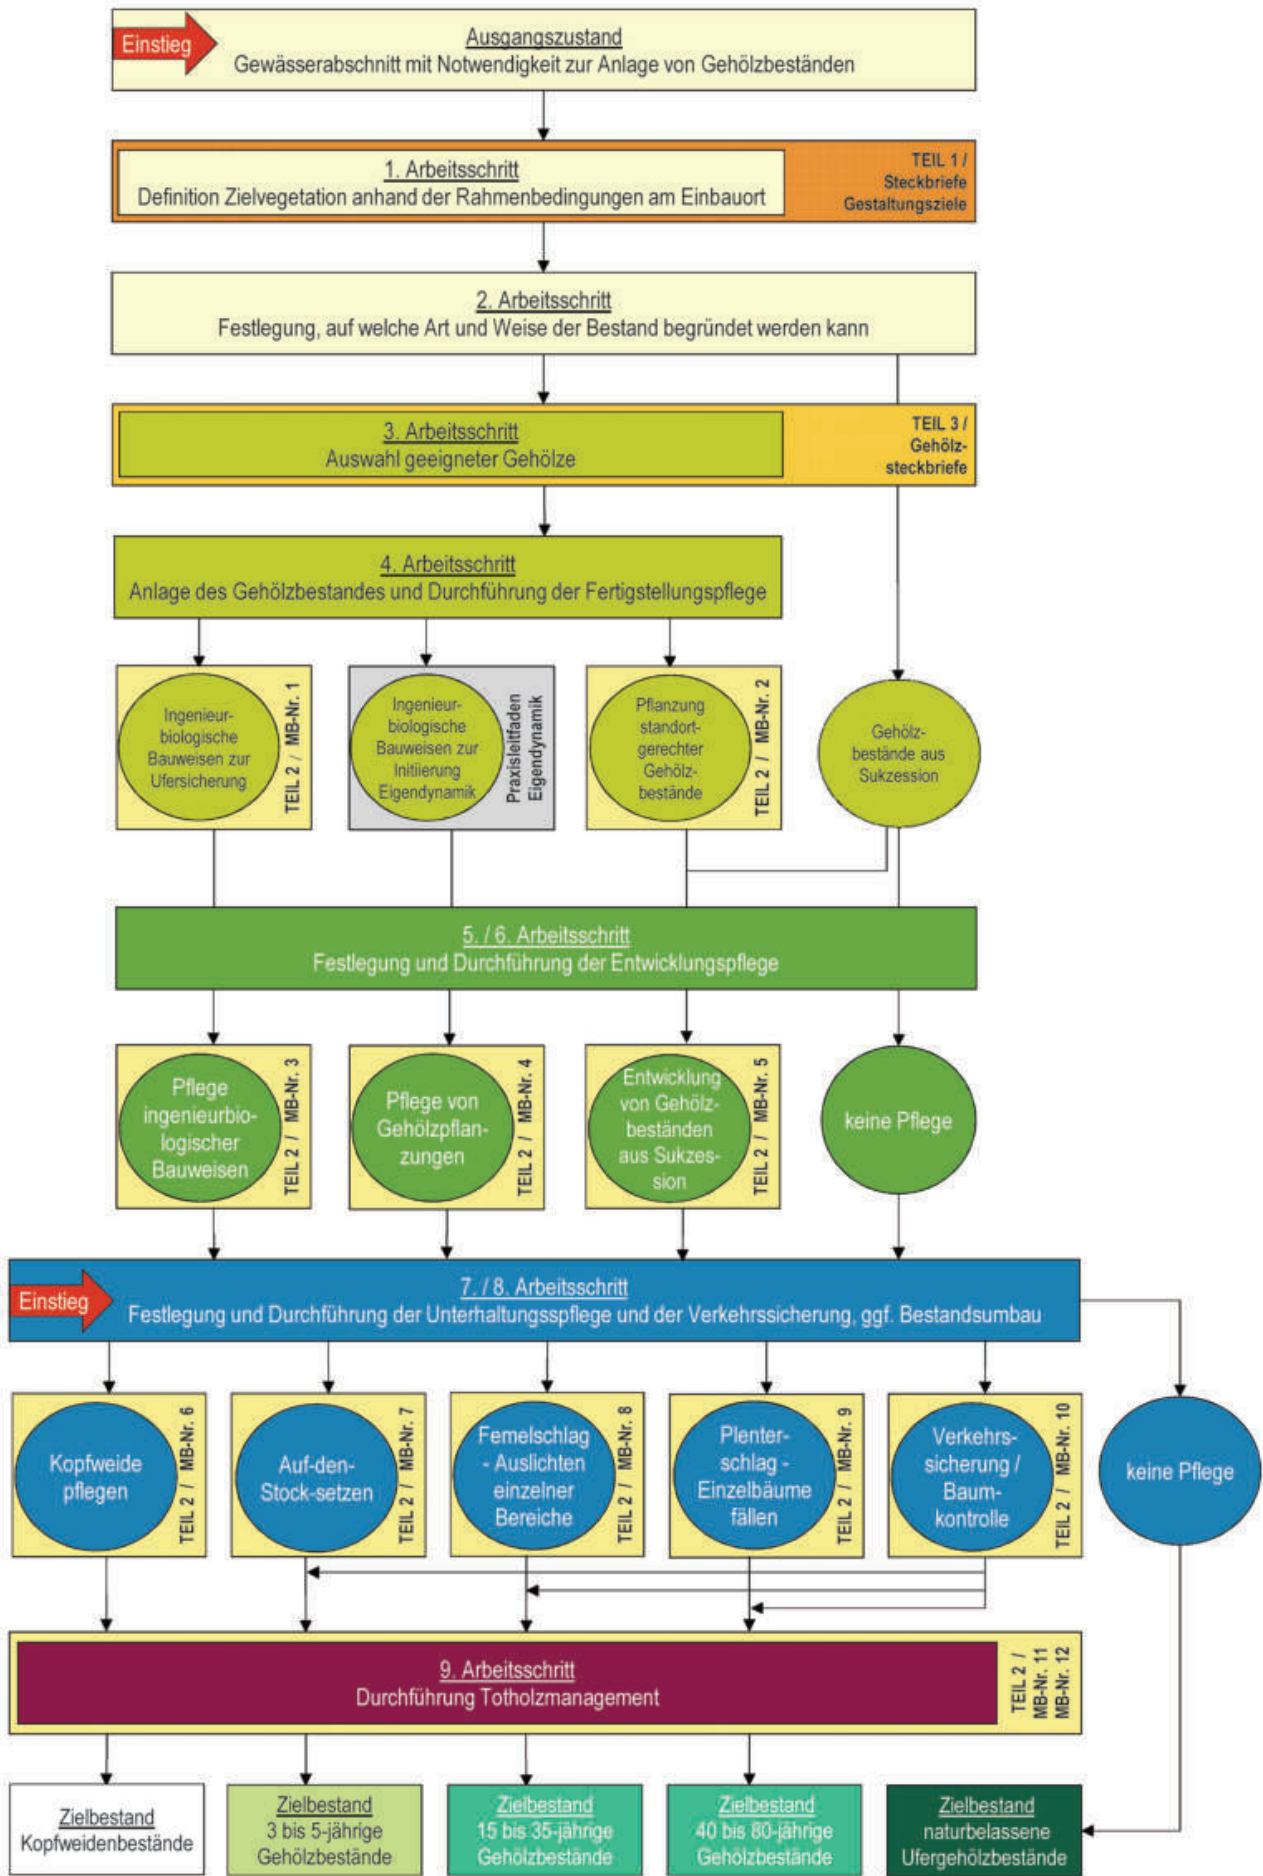 Einstieg
Ausgangszustand
Gewässerabschnitt mit Notwendigkeit zur Anlage von Gehölzbeständen
1. Arbeitsschritt
Definition Zielvegetation anhand der Rahmenbedingungen am Einbauort
TEIL 1 /
Steckbriefe
Gestaltungsziele
2. Arbeitsschritt
Festlegung, auf welche Art und Weise der Bestand begründet werden kann
3. Arbeitsschritt
Auswahl geeigneter Gehölze
TEIL 3 /
Gehölz-
steckbriefe
4. Arbeitsschritt
Anlage des Gehölzbestandes und Durchführung der Fertigstellungspflege
Ingenieur-
biologische
Bauweisen zur
Ufersicherung
TEIL 2 / MB-Nr. 1
Ingenieur-
biologische
Bauweisen zur
Initiierung
Eigendynamik
Praxisleitfaden
Eigendynamik
Pflanzung
standort-
gerechter
Gehölz-
bestände
TEIL 2 / MB-Nr. 2
Gehölz-
bestände aus
Sukzession
5. / 6. Arbeitsschritt
Festlegung und Durchführung der Entwicklungspflege
Pflege
ingenieurbio-
logischer
Bauweisen
TEIL 2 / MB-Nr. 3
Pflege von
Gehölzpflan-
zungen
TEIL 2 / MB-Nr. 4
Entwicklung
von Gehölz-
beständen
aus Sukzes-
sion
TEIL 2 / MB-Nr. 5
keine Pflege
Einstieg
7. / 8. Arbeitsschritt
Festlegung und Durchführung der Unterhaltungspflege und der Verkehrssicherung, ggf. Bestandsumbau
Kopfweide
pflegen
TEIL 2 / MB-Nr. 6
Auf-den-
Stock-setzen
TEIL 2 / MB-Nr. 7
Femelschlag
- Auslichten
einzelner
Bereiche
TEIL 2 / MB-Nr. 8
Plenter-
schlag -
Einzelbäume
fällen
TEIL 2 / MB-Nr. 9
Verkehrs-
sicherung /
Baum-
kontrolle
TEIL 2 / MB-Nr. 10
keine Pflege
9. Arbeitsschritt
Durchführung Totholzmanagement
TEIL 2 /
MB-Nr. 11
MB-Nr. 12
Zielbestand
Kopfweidenbestände
Zielbestand
3 bis 5-jährige
Gehölzbestände
Zielbestand
15 bis 35-jährige
Gehölzbestände
Zielbestand
40 bis 80-jährige
Gehölzbestände
Zielbestand
naturbelassene
Ufergehölzbestände